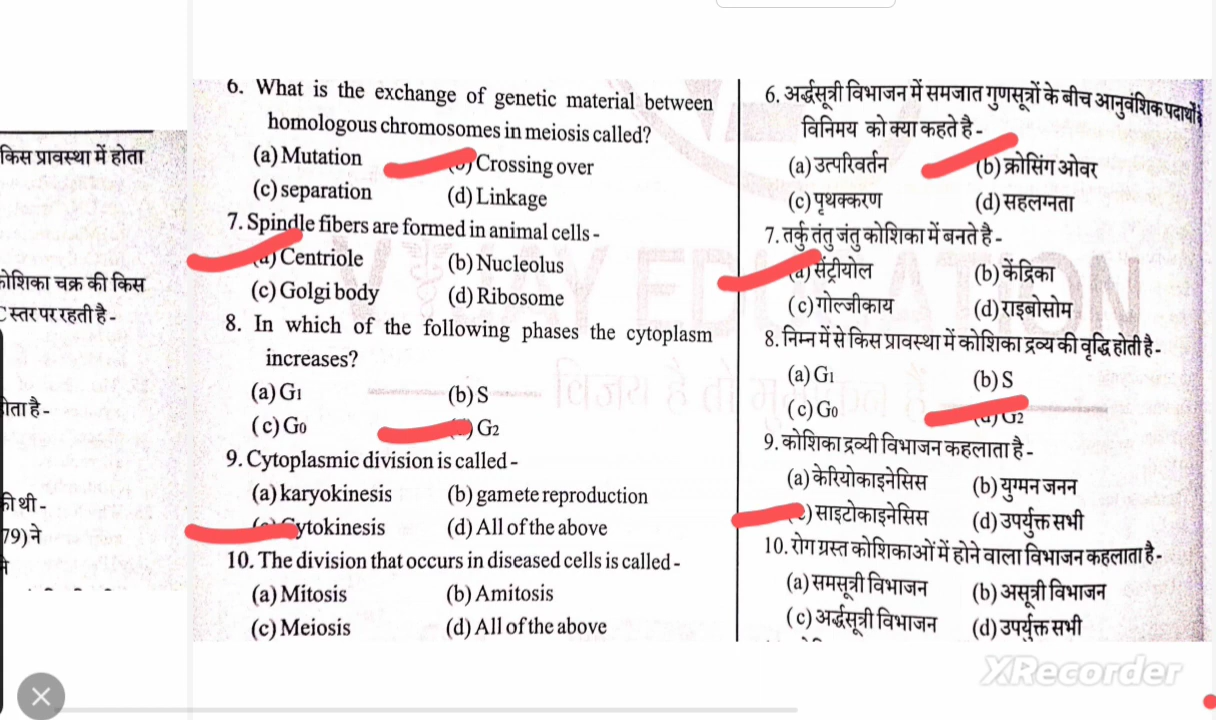 किस प्रावस्था में होता
कोशिका चक्र की किस
C स्तर पर रहती है -
होता है -
की थी -
79) ने
6. What is the exchange of genetic material between
homologous chromosomes in meiosis called?
(a) Mutation Crossing over
(c) separation (d) Linkage
7. Spindle fibers are formed in animal cells -
Centriole (b) Nucleolus
(c) Golgi body (d) Ribosome
8. In which of the following phases the cytoplasm
increases?
(a) G1 (b) S
(c) G0 G2
9. Cytoplasmic division is called -
(a) karyokinesis (b) gamete reproduction
Cytokinesis (d) All of the above
10. The division that occurs in diseased cells is called -
(a) Mitosis (b) Amitosis
(c) Meiosis (d) All of the above
6. अर्द्धसूत्री विभाजन में समजात गुणसूत्रों के बीच आनुवंशिक पदार्थों के
विनिमय को क्या कहते है -
(a) उत्परिवर्तन (b) क्रोसिंग ओवर
(c) पृथक्करण (d) सहलग्नता
7. तर्कु तंतु जंतु कोशिका में बनते है -
(a) सेंट्रीयोल (b) केंद्रिका
(c) गोल्जीकाय (d) राइबोसोम
8. निम्न में से किस प्रावस्था में कोशिका द्रव्य की वृद्धि होती है -
(a) G1 (b) S
(c) G0 (d) G2
9. कोशिका द्रव्यी विभाजन कहलाता है -
(a) केरियोकाइनेसिस (b) युग्मन जनन
साइटोकाइनेसिस (d) उपर्युक्त सभी
10. रोग ग्रस्त कोशिकाओं में होने वाला विभाजन कहलाता है -
(a) समसूत्री विभाजन (b) असूत्री विभाजन
(c) अर्द्धसूत्री विभाजन (d) उपर्युक्त सभी
EDUCATION
विजय है तो
XRecorder